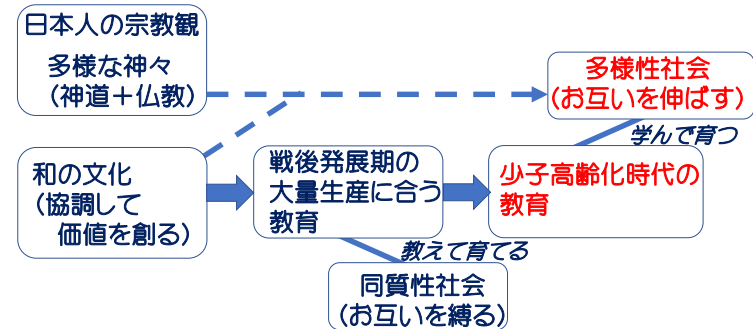 日本人の宗教観
多様な神々
(神道＋仏教)
多様性社会
(お互いを伸ばす)
学んで育つ
和の文化
(協調して
価値を創る)
戦後発展期の
大量生産に合う
教育
少子高齢化時代の
教育
教えて育てる
同質性社会
(お互いを縛る)